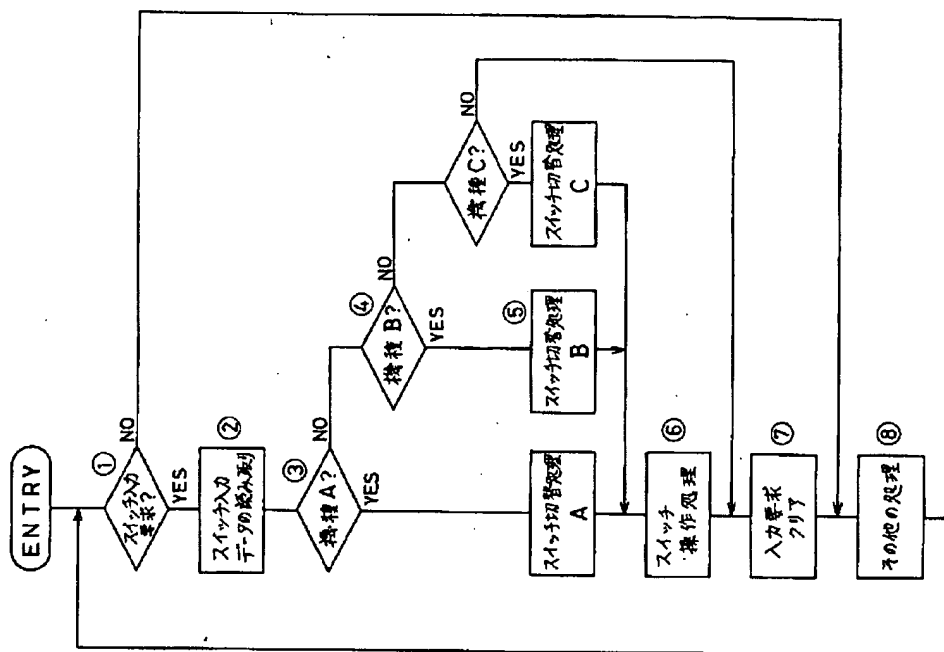 ENTRY
①
スイッチ入力
要求?
NO
YES
②
スイッチ入力
データの読み取り
③
機種A?
NO
YES
④
機種B?
NO
YES
機種C?
NO
YES
スイッチ切替処理
A
⑤
スイッチ切替処理
B
スイッチ切替処理
C
⑥
スイッチ
操作処理
⑦
入力要求
クリア
⑧
その他の処理